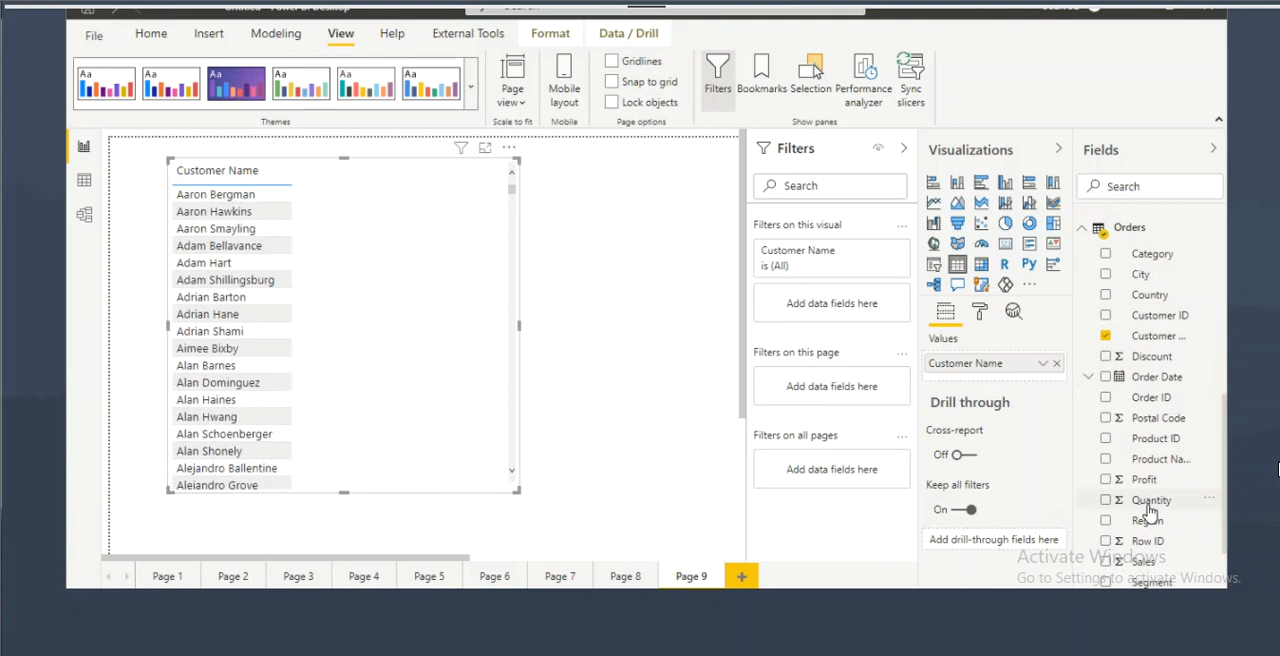 File
Home
Insert
Modeling
View
Help
External Tools
Format
Data / Drill
Aa
Aa
Aa
Aa
Aa
Aa
Themes
Page
view
Scale to fit
Mobile
layout
Mobile
Gridlines
Snap to grid
Lock objects
Page options
Filters
Bookmarks
Selection
Performance
analyzer
Sync
slicers
Show panes
Customer Name
Aaron Bergman
Aaron Hawkins
Aaron Smayling
Adam Bellavance
Adam Hart
Adam Shillingsburg
Adrian Barton
Adrian Hane
Adrian Shami
Aimee Bixby
Alan Barnes
Alan Dominguez
Alan Haines
Alan Hwang
Alan Schoenberger
Alan Shonely
Alejandro Ballentine
Alejandro Grove
Filters
Search
Filters on this visual
Customer Name
is (All)
Add data fields here
Filters on this page
Add data fields here
Filters on all pages
Add data fields here
Visualizations
R
Py
Values
Customer Name
Drill through
Cross-report
Off
Keep all filters
On
Add drill-through fields here
Fields
Search
Orders
Category
City
Country
Customer ID
Customer ...
Σ Discount
Order Date
Order ID
Σ Postal Code
Product ID
Product Na...
Σ Profit
Σ Quantity
Region
Σ Row ID
Σ Sales
Segment
Activate Windows
Go to Settings to activate Windows.
Page 1
Page 2
Page 3
Page 4
Page 5
Page 6
Page 7
Page 8
Page 9
+